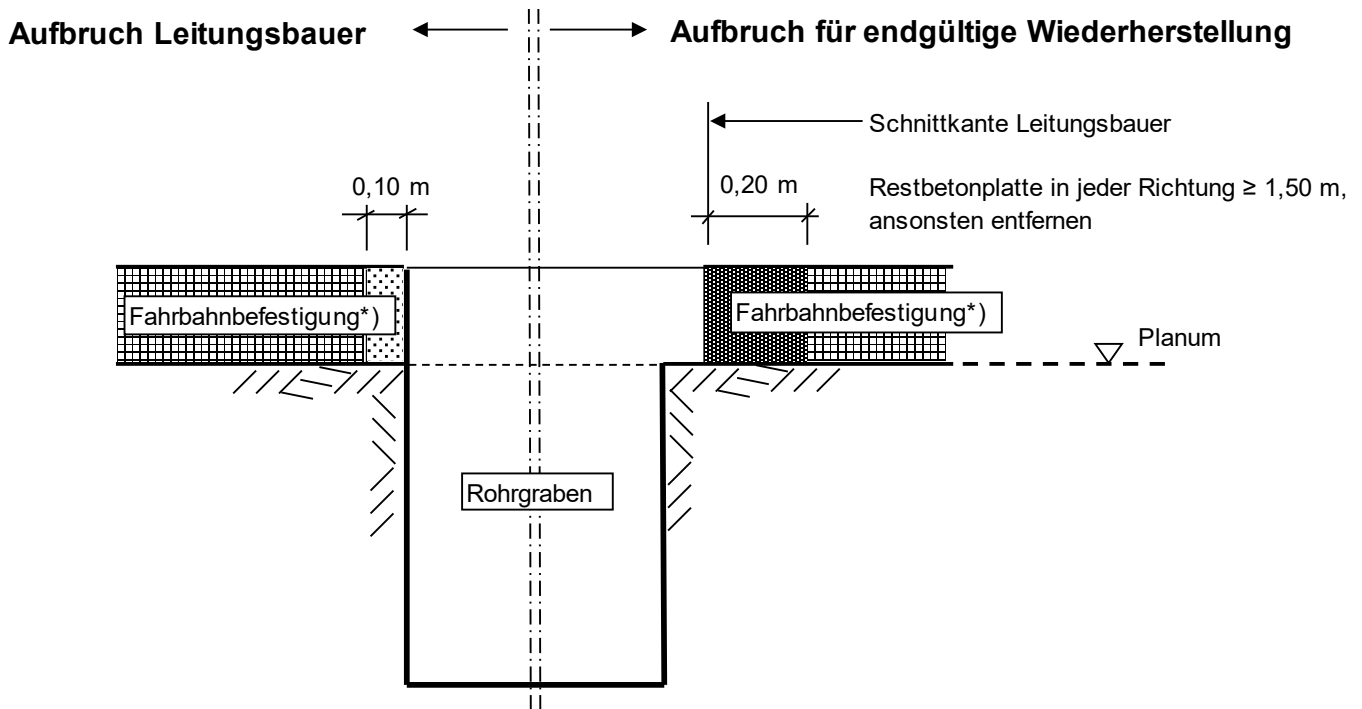 Aufbruch Leitungsbauer
Aufbruch für endgültige Wiederherstellung
Schnittkante Leitungsbauer
0,10 m
0,20 m
Restbetonplatte in jeder Richtung ≥ 1,50 m,
ansonsten entfernen
Fahrbahnbefestigung*)
Fahrbahnbefestigung*)
Planum
Rohrgraben